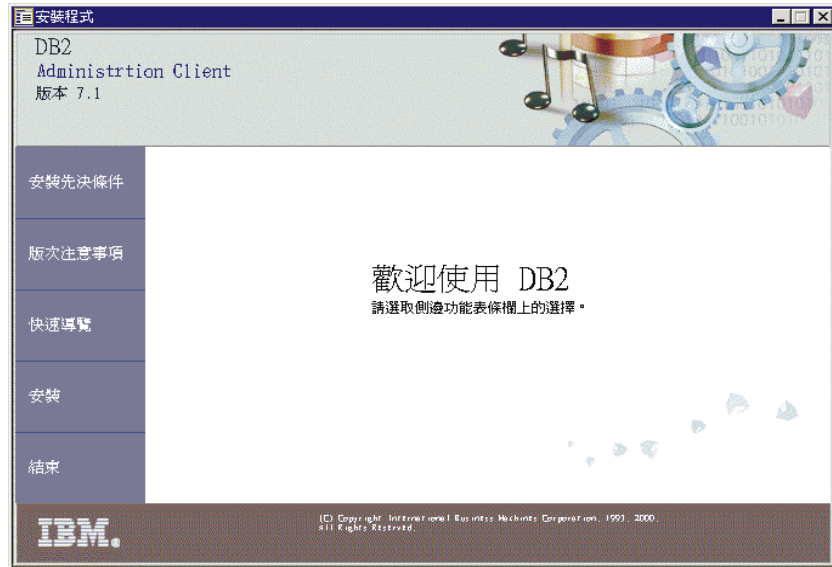 安裝程式
DB2
Administrtion Client
版本 7.1
安裝先決條件
版次注意事項
快速導覽
安裝
結束
歡迎使用 DB2
請選取側邊功能表條欄上的選擇。
IBM.
(C) Copyright International Business Machines Corporation, 1993, 2000.
All Rights Reserved.